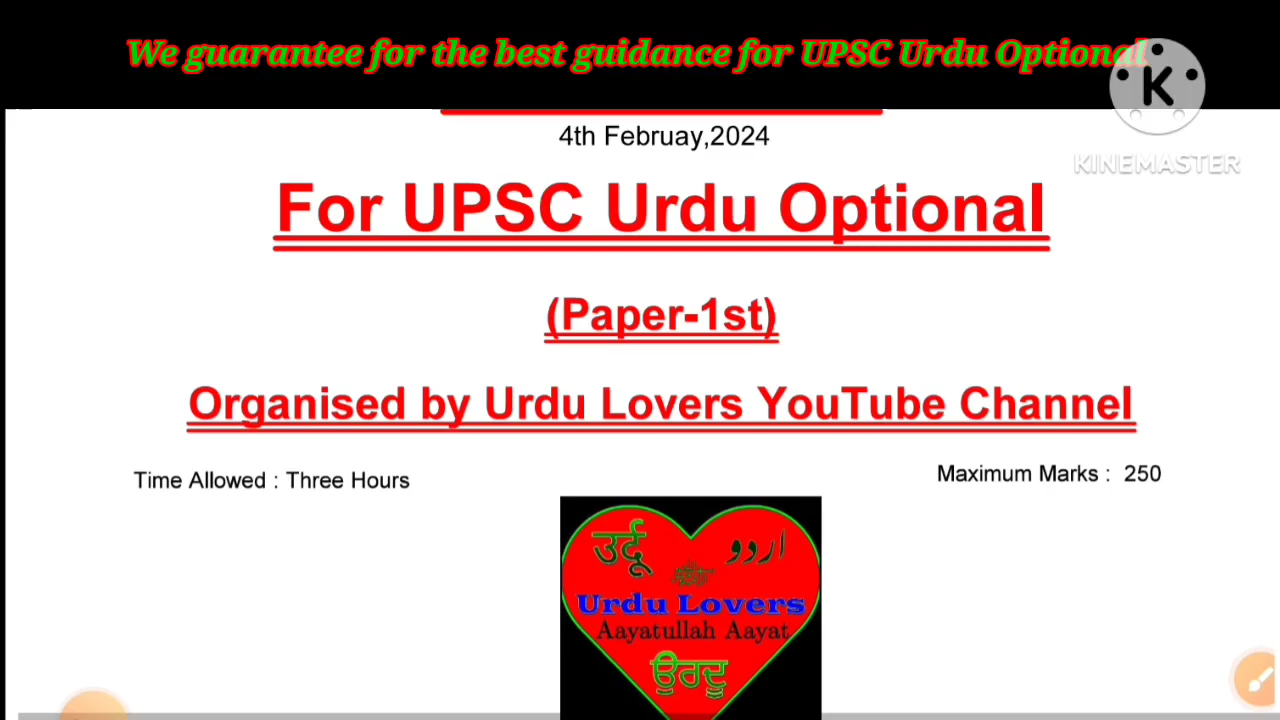 We guarantee for the best guidance for UPSC Urdu Optional
K
KINEMASTER
4th Februay,2024
For UPSC Urdu Optional
(Paper-1st)
Organised by Urdu Lovers YouTube Channel
Time Allowed : Three Hours
Maximum Marks : 250
उर्दू
اردو
Urdu Lovers
Aayatullah Aayat
ਉਰਦੂ